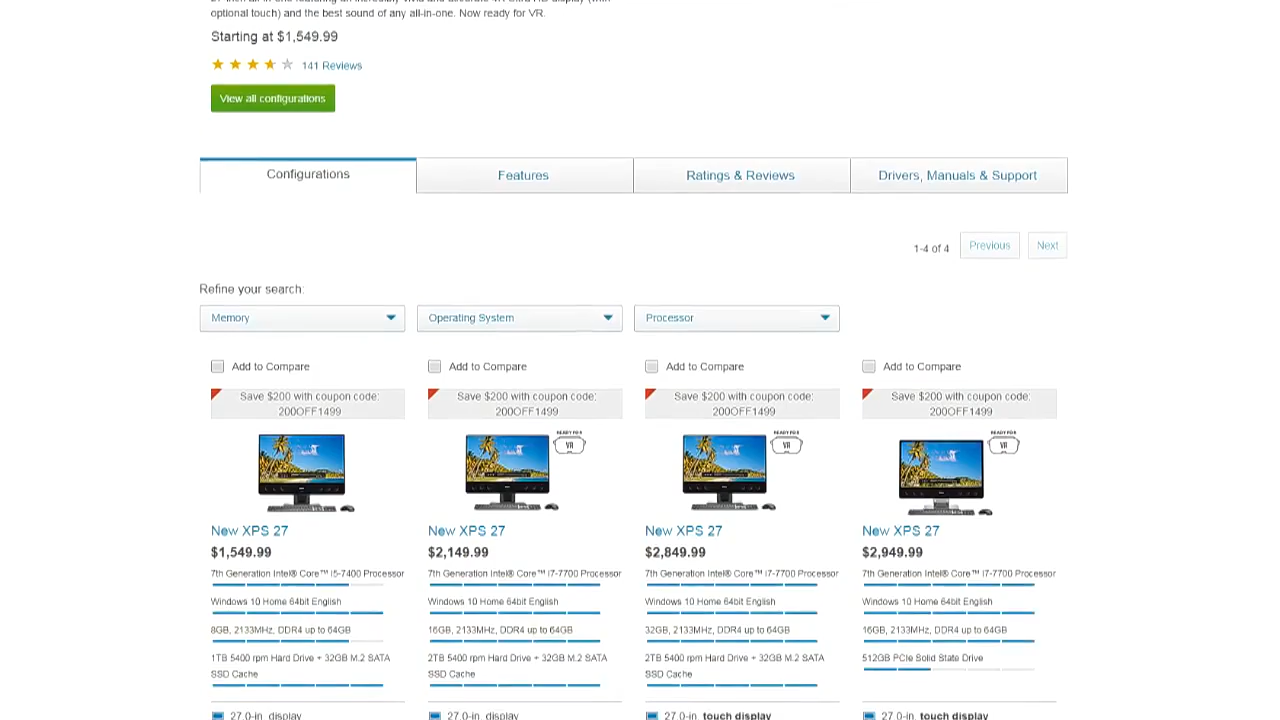 optional touch) and the best sound of any all-in-one. Now ready for VR.
Starting at $1,549.99
141 Reviews
View all configurations
Configurations
Features
Ratings & Reviews
Drivers, Manuals & Support
1-4 of 4
Previous
Next
Refine your search:
Memory
Operating System
Processor
Add to Compare
Add to Compare
Add to Compare
Add to Compare
Save $200 with coupon code:
200OFF1499
Save $200 with coupon code:
200OFF1499
Save $200 with coupon code:
200OFF1499
Save $200 with coupon code:
200OFF1499
READY FOR
VR
READY FOR
VR
READY FOR
VR
New XPS 27
New XPS 27
New XPS 27
New XPS 27
$1,549.99
$2,149.99
$2,849.99
$2,949.99
7th Generation Intel® Core™ i5-7400 Processor
7th Generation Intel® Core™ i7-7700 Processor
7th Generation Intel® Core™ i7-7700 Processor
7th Generation Intel® Core™ i7-7700 Processor
Windows 10 Home 64bit English
Windows 10 Home 64bit English
Windows 10 Home 64bit English
Windows 10 Home 64bit English
8GB, 2133MHz, DDR4 up to 64GB
16GB, 2133MHz, DDR4 up to 64GB
32GB, 2133MHz, DDR4 up to 64GB
16GB, 2133MHz, DDR4 up to 64GB
1TB 5400 rpm Hard Drive + 32GB M.2 SATA
SSD Cache
2TB 5400 rpm Hard Drive + 32GB M.2 SATA
SSD Cache
2TB 5400 rpm Hard Drive + 32GB M.2 SATA
SSD Cache
512GB PCIe Solid State Drive
27.0-in. display
27.0-in. display
27.0-in. touch display
27.0-in. touch display